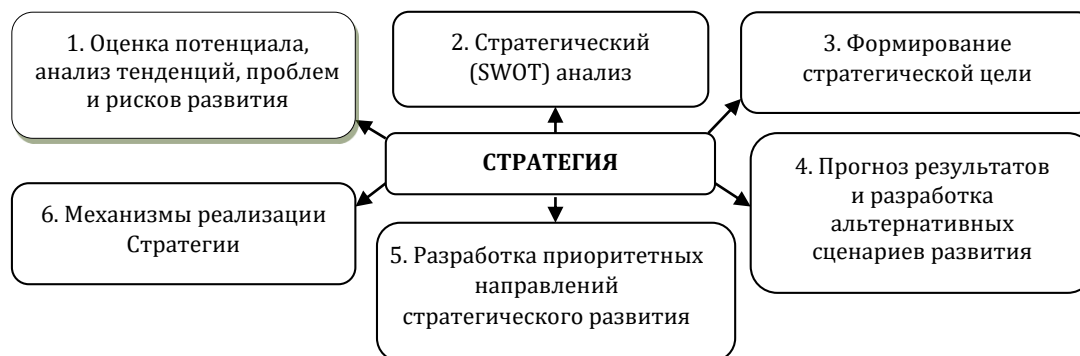 1. Оценка потенциала,
анализ тенденций, проблем
и рисков развития
2. Стратегический
(SWOT) анализ
3. Формирование
стратегической цели
СТРАТЕГИЯ
4. Прогноз результатов
и разработка
альтернативных
сценариев развития
5. Разработка приоритетных
направлений
стратегического развития
6. Механизмы реализации
Стратегии